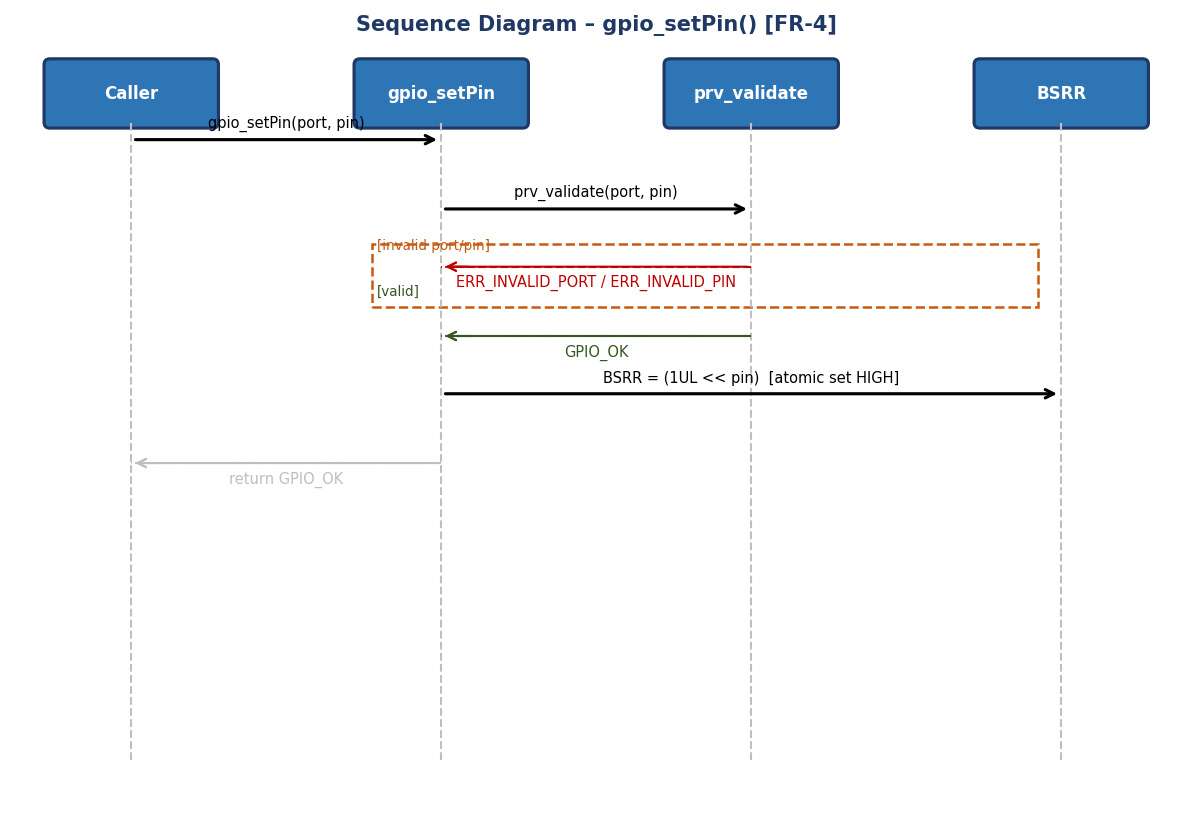 Sequence Diagram – gpio_setPin() [FR-4]
Caller
gpio_setPin
prv_validate
BSRR
gpio_setPin(port, pin)
prv_validate(port, pin)
[invalid port/pin]
ERR_INVALID_PORT / ERR_INVALID_PIN
[valid]
GPIO_OK
BSRR = (1UL << pin)  [atomic set HIGH]
return GPIO_OK